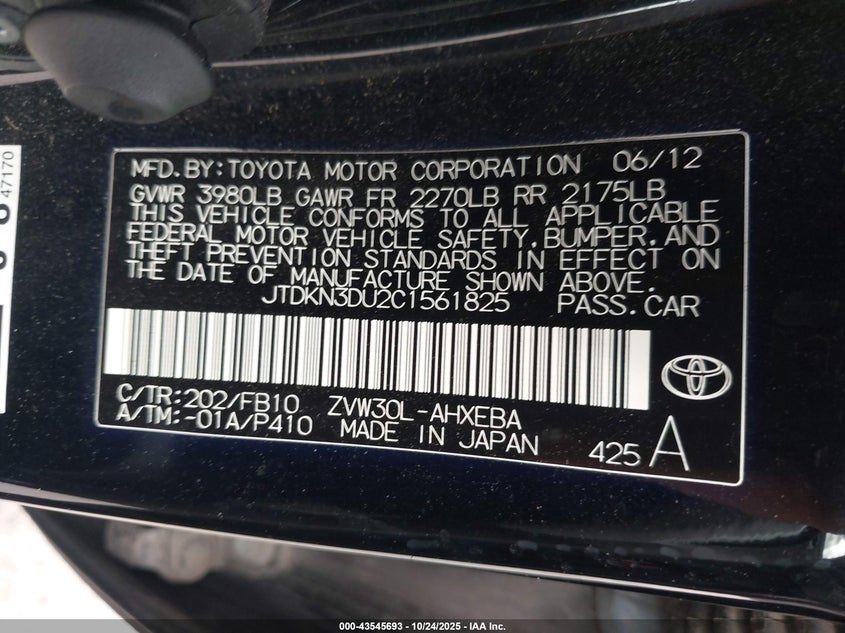 MFD.BY:TOYOTA MOTOR CORPORATION 06/12
GVWR 3980LB GAWR FR 2270LB RR 2175LB
THIS VEHICLE CONFORMS TO ALL APPLICABLE
FEDERAL MOTOR VEHICLE SAFETY,BUMPER,AND
THEFT PREVENTION STANDARDS IN EFFECT ON
THE DATE OF MANUFACTURE SHOWN ABOVE.
JTDKN3DU2C1561825 PASS.CAR
C/TR:202/FB10 ZVW30L-AHXEBA
A/TM:-01A/P410 MADE IN JAPAN
425 A
47170
000-43545693 - 10/24/2025 - IAA Inc.